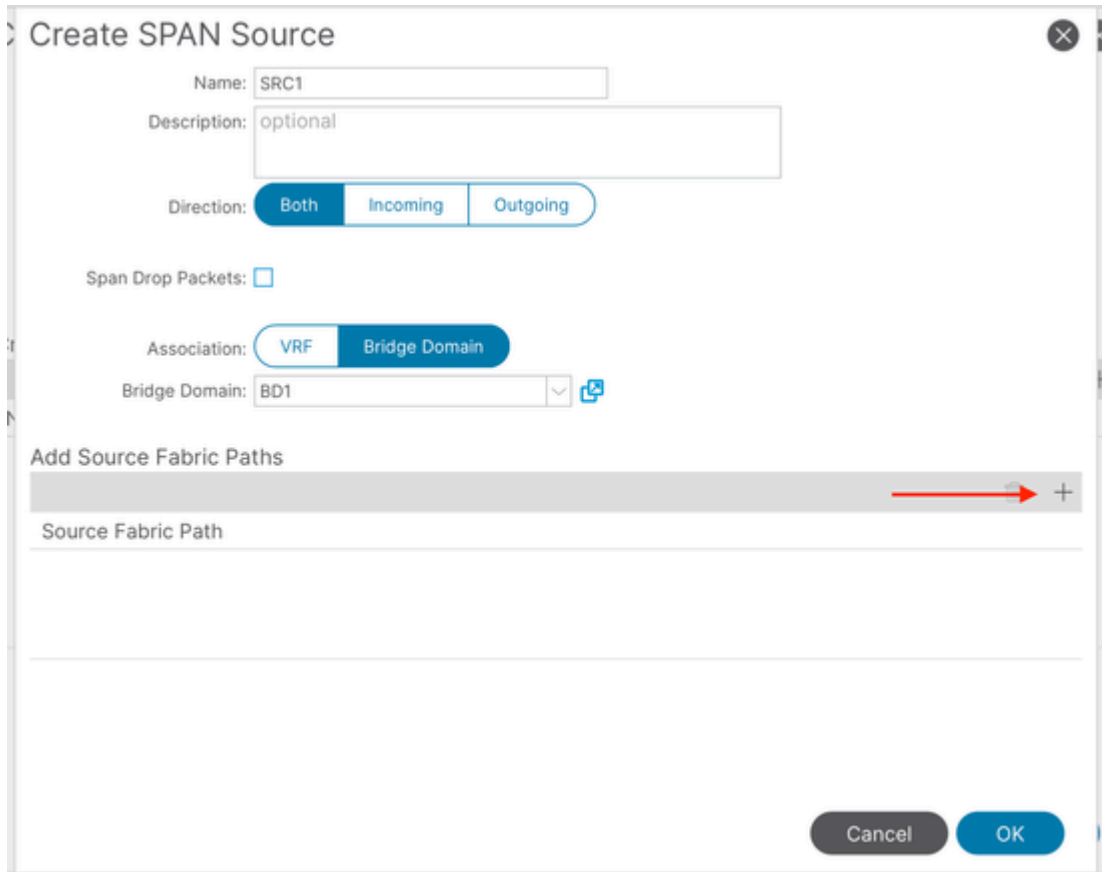 Create SPAN Source
Name: SRC1
Description: optional
Direction: Both Incoming Outgoing
Span Drop Packets:
Association: VRF Bridge Domain
Bridge Domain: BD1
Add Source Fabric Paths
Source Fabric Path
Cancel OK